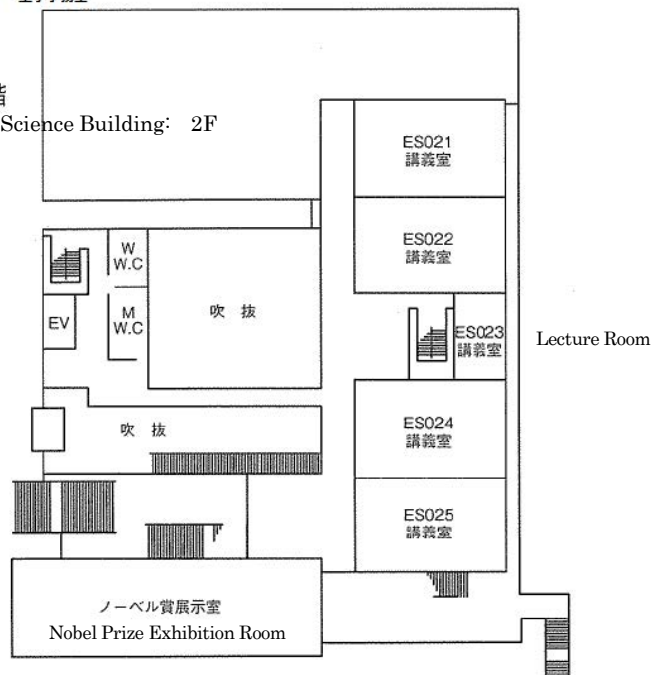 階
Science Building: 2F
ES021
講義室
ES022
講義室
W
W.C
M
W.C
吹 抜
EV
ES023
講義室
Lecture Room
ES024
講義室
吹 抜
ES025
講義室
ノーベル賞展示室
Nobel Prize Exhibition Room